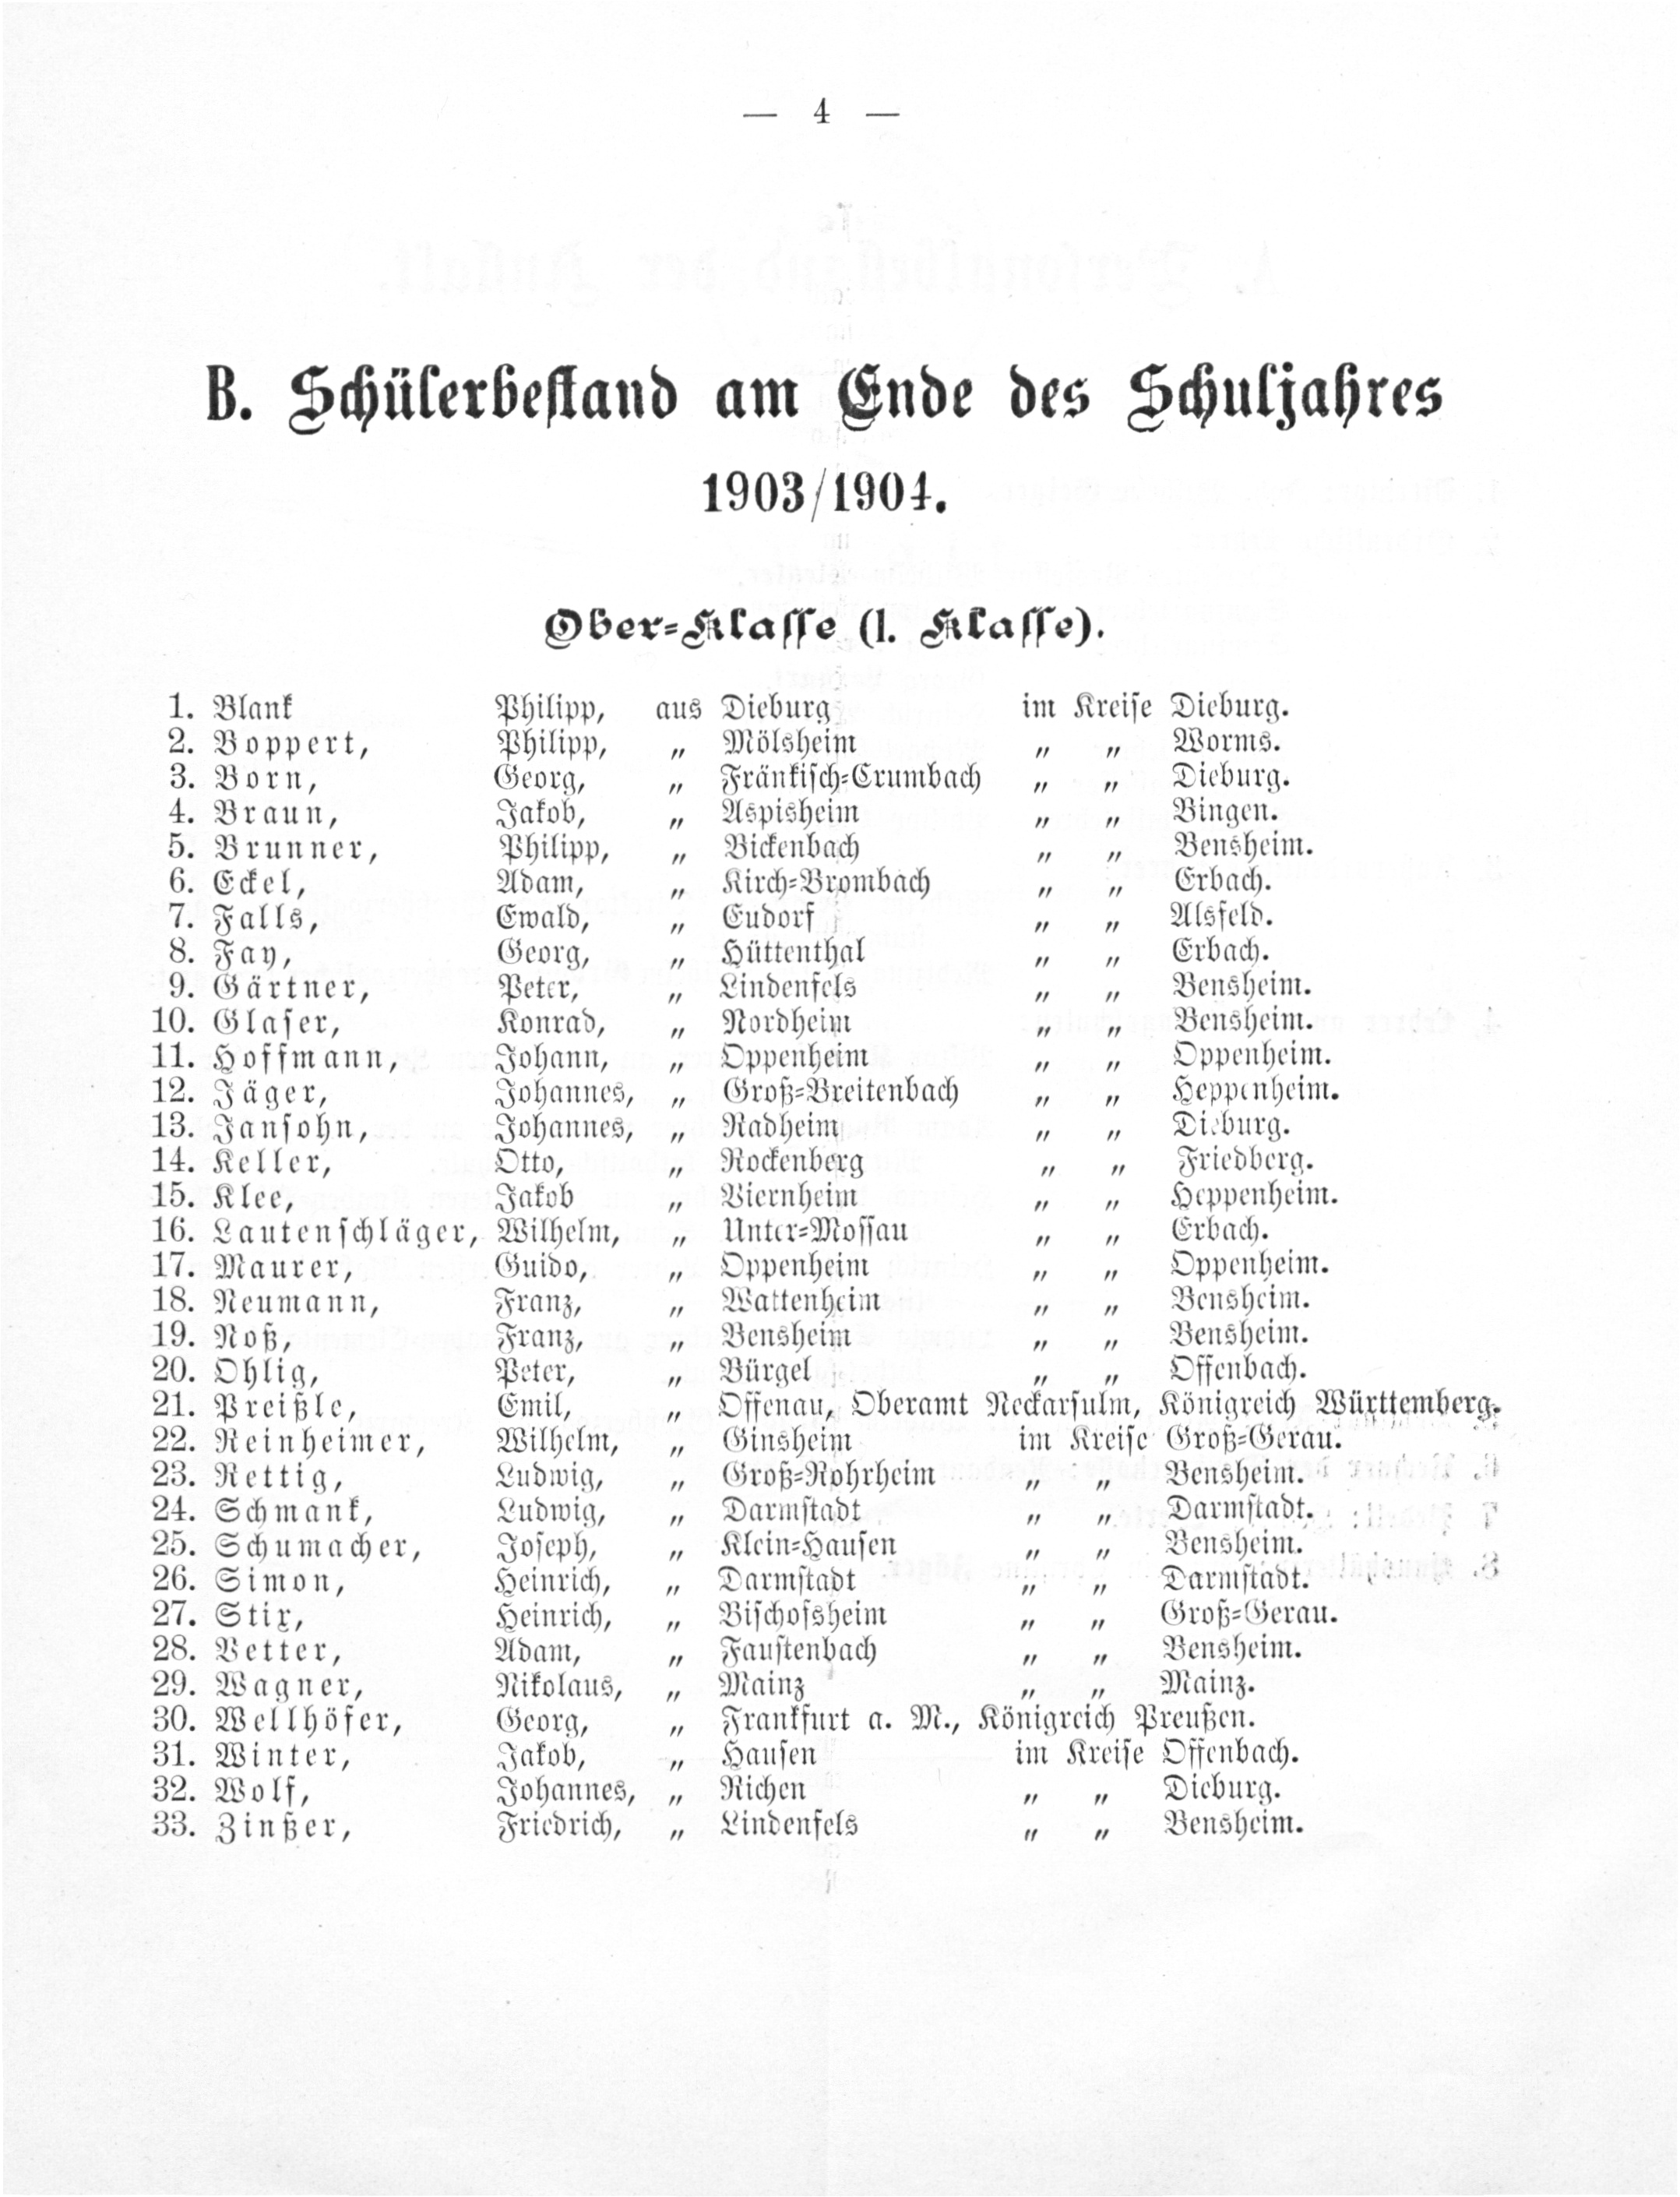 — 4 —
B. Schülerbestand am Ende des Schuljahres
1903/1904.
Ober-Klasse (I. Klasse).
1. Blank Philipp, aus Dieburg im Kreise Dieburg.
2. Boppert, Philipp, „ Mölsheim „ „ Worms.
3. Born, Georg, „ Fränkisch-Crumbach „ „ Dieburg.
4. Braun, Jakob, „ Aspisheim „ „ Bingen.
5. Brunner, Philipp, „ Bickenbach „ „ Bensheim.
6. Eckel, Adam, „ Kirch-Brombach „ „ Erbach.
7. Falls, Ewald, „ Eudorf „ „ Alsfeld.
8. Fay, Georg, „ Hüttenthal „ „ Erbach.
9. Gärtner, Peter, „ Lindenfels „ „ Bensheim.
10. Glaser, Konrad, „ Nordheim „ „ Bensheim.
11. Hoffmann, Johann, „ Oppenheim „ „ Oppenheim.
12. Jäger, Johannes, „ Groß-Breitenbach „ „ Heppenheim.
13. Jansohn, Johannes, „ Radheim „ „ Dieburg.
14. Keller, Otto, „ Rockenberg „ „ Friedberg.
15. Klee, Jakob „ Viernheim „ „ Heppenheim.
16. Lautenschläger, Wilhelm, „ Unter-Mossau „ „ Erbach.
17. Maurer, Guido, „ Oppenheim „ „ Oppenheim.
18. Neumann, Franz, „ Wattenheim „ „ Bensheim.
19. Noß, Franz, „ Bensheim „ „ Bensheim.
20. Ohlig, Peter, „ Bürgel „ „ Offenbach.
21. Preißle, Emil, „ Offenau, Oberamt Neckarsulm, Königreich Württemberg.
22. Reinheimer, Wilhelm, „ Ginsheim im Kreise Groß-Gerau.
23. Rettig, Ludwig, „ Groß-Rohrheim „ „ Bensheim.
24. Schmank, Ludwig, „ Darmstadt „ „ Darmstadt.
25. Schumacher, Joseph, „ Klein-Hausen „ „ Bensheim.
26. Simon, Heinrich, „ Darmstadt „ „ Darmstadt.
27. Stix, Heinrich, „ Bischofsheim „ „ Groß-Gerau.
28. Vetter, Adam, „ Faustenbach „ „ Bensheim.
29. Wagner, Nikolaus, „ Mainz „ „ Mainz.
30. Wellhöfer, Georg, „ Frankfurt a. M., Königreich Preußen.
31. Winter, Jakob, „ Hausen im Kreise Offenbach.
32. Wolf, Johannes, „ Richen „ „ Dieburg.
33. Zinßer, Friedrich, „ Lindenfels „ „ Bensheim.